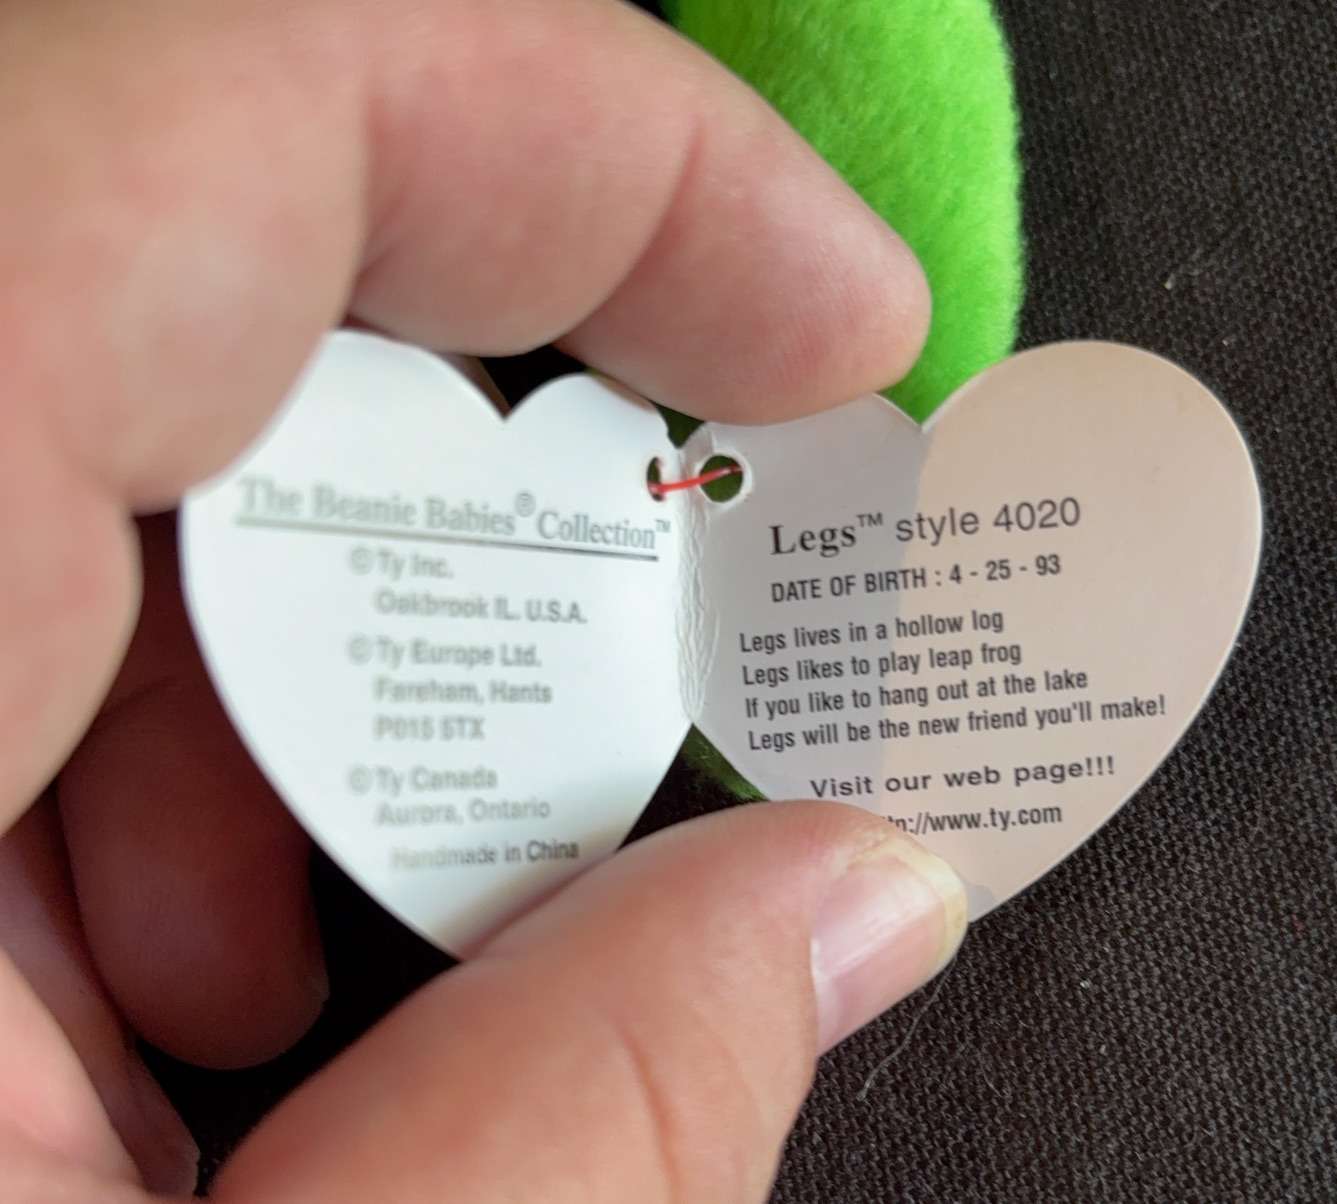 The Beanie Babies® Collection™
© Ty Inc.
Oakbrook IL. U.S.A.
© Ty Europe Ltd.
Fareham, Hants
P015 5TX
© Ty Canada
Aurora, Ontario
Handmade in China
Legs™ style 4020
DATE OF BIRTH : 4 - 25 - 93
Legs lives in a hollow log
Legs likes to play leap frog
If you like to hang out at the lake
Legs will be the new friend you'll make!
Visit our web page!!!
://www.ty.com